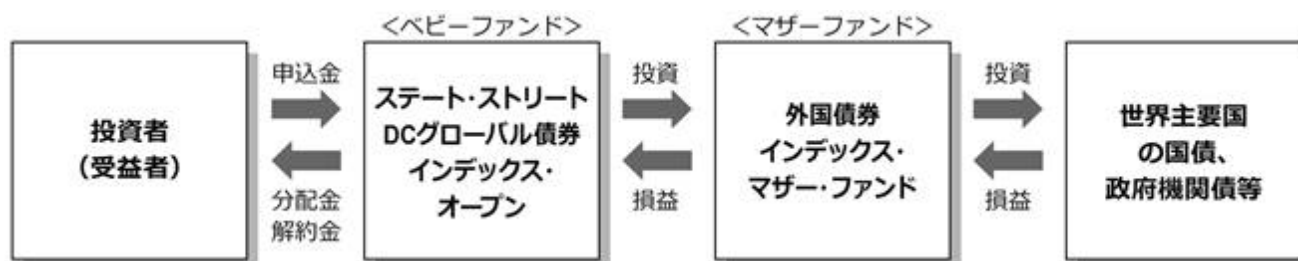 <ベビーファンド>
<マザーファンド>
投資者
（受益者）
申込金
分配金
解約金
ステート・ストリート
DCグローバル債券
インデックス・
オープン
投資
損益
外国債券
インデックス・
マザー・ファンド
投資
損益
世界主要国
の国債、
政府機関債等